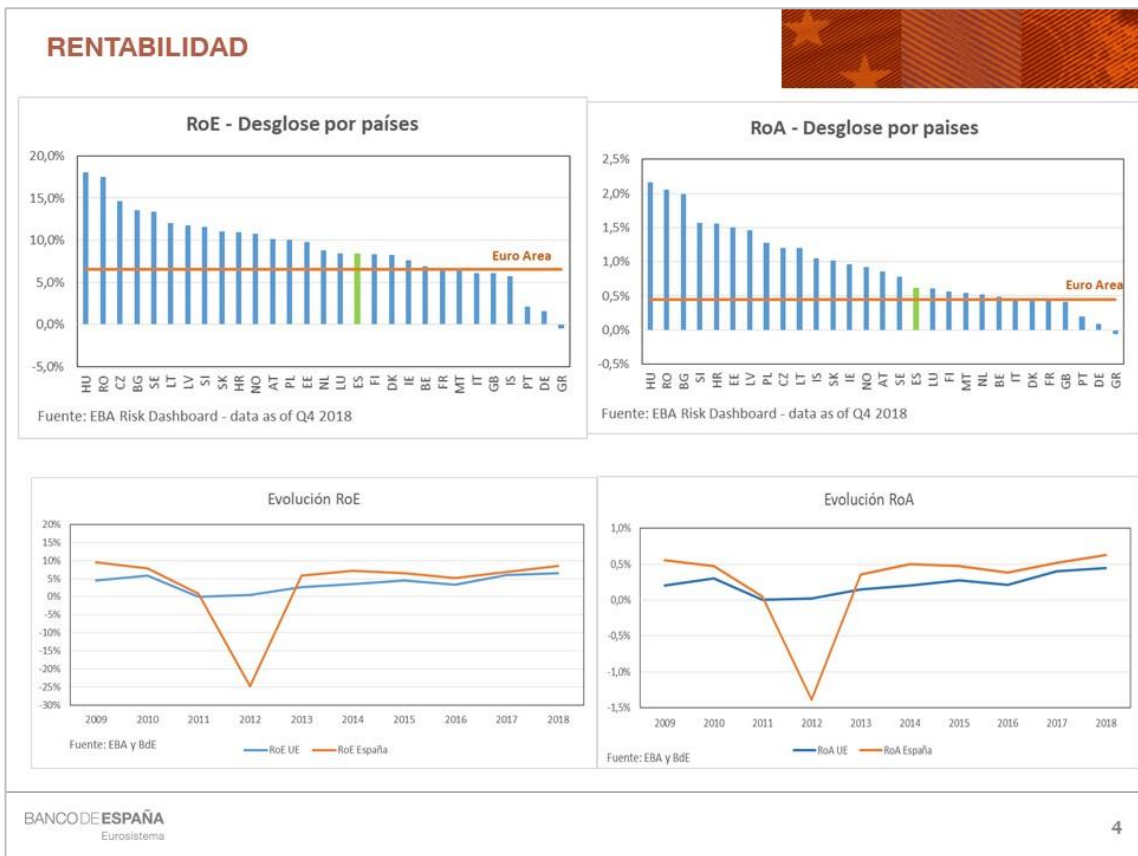 RENTABILIDAD
RoE - Desglose por países
20,0%
15,0%
10,0%
5,0%
0,0%
-5,0%
Euro Area
HU RO CZ BG SE LT LV SI SK HR NO AT PL EE NL LU ES FI DK IE BE FR MT IT GB IS PT DE GR
Fuente: EBA Risk Dashboard - data as of Q4 2018
RoA - Desglose por paises
2,5%
2,0%
1,5%
1,0%
0,5%
0,0%
-0,5%
Euro Area
HU RO BG SI HR EE LV PL CZ LT IS SK IE NO AT SE ES LU FI MT NL BE IT DK FR GB PT DE GR
Fuente: EBA Risk Dashboard - data as of Q4 2018
Evolución RoE
20%
15%
10%
5%
0%
-5%
-10%
-15%
-20%
-25%
-30%
2009 2010 2011 2012 2013 2014 2015 2016 2017 2018
Fuente: EBA y BdE
RoE UE RoE España
Evolución RoA
1,0%
0,5%
0,0%
-0,5%
-1,0%
-1,5%
2009 2010 2011 2012 2013 2014 2015 2016 2017 2018
RoA UE RoA España
Fuente: EBA y BdE
BANCO DE ESPAÑA
Eurosistema
4